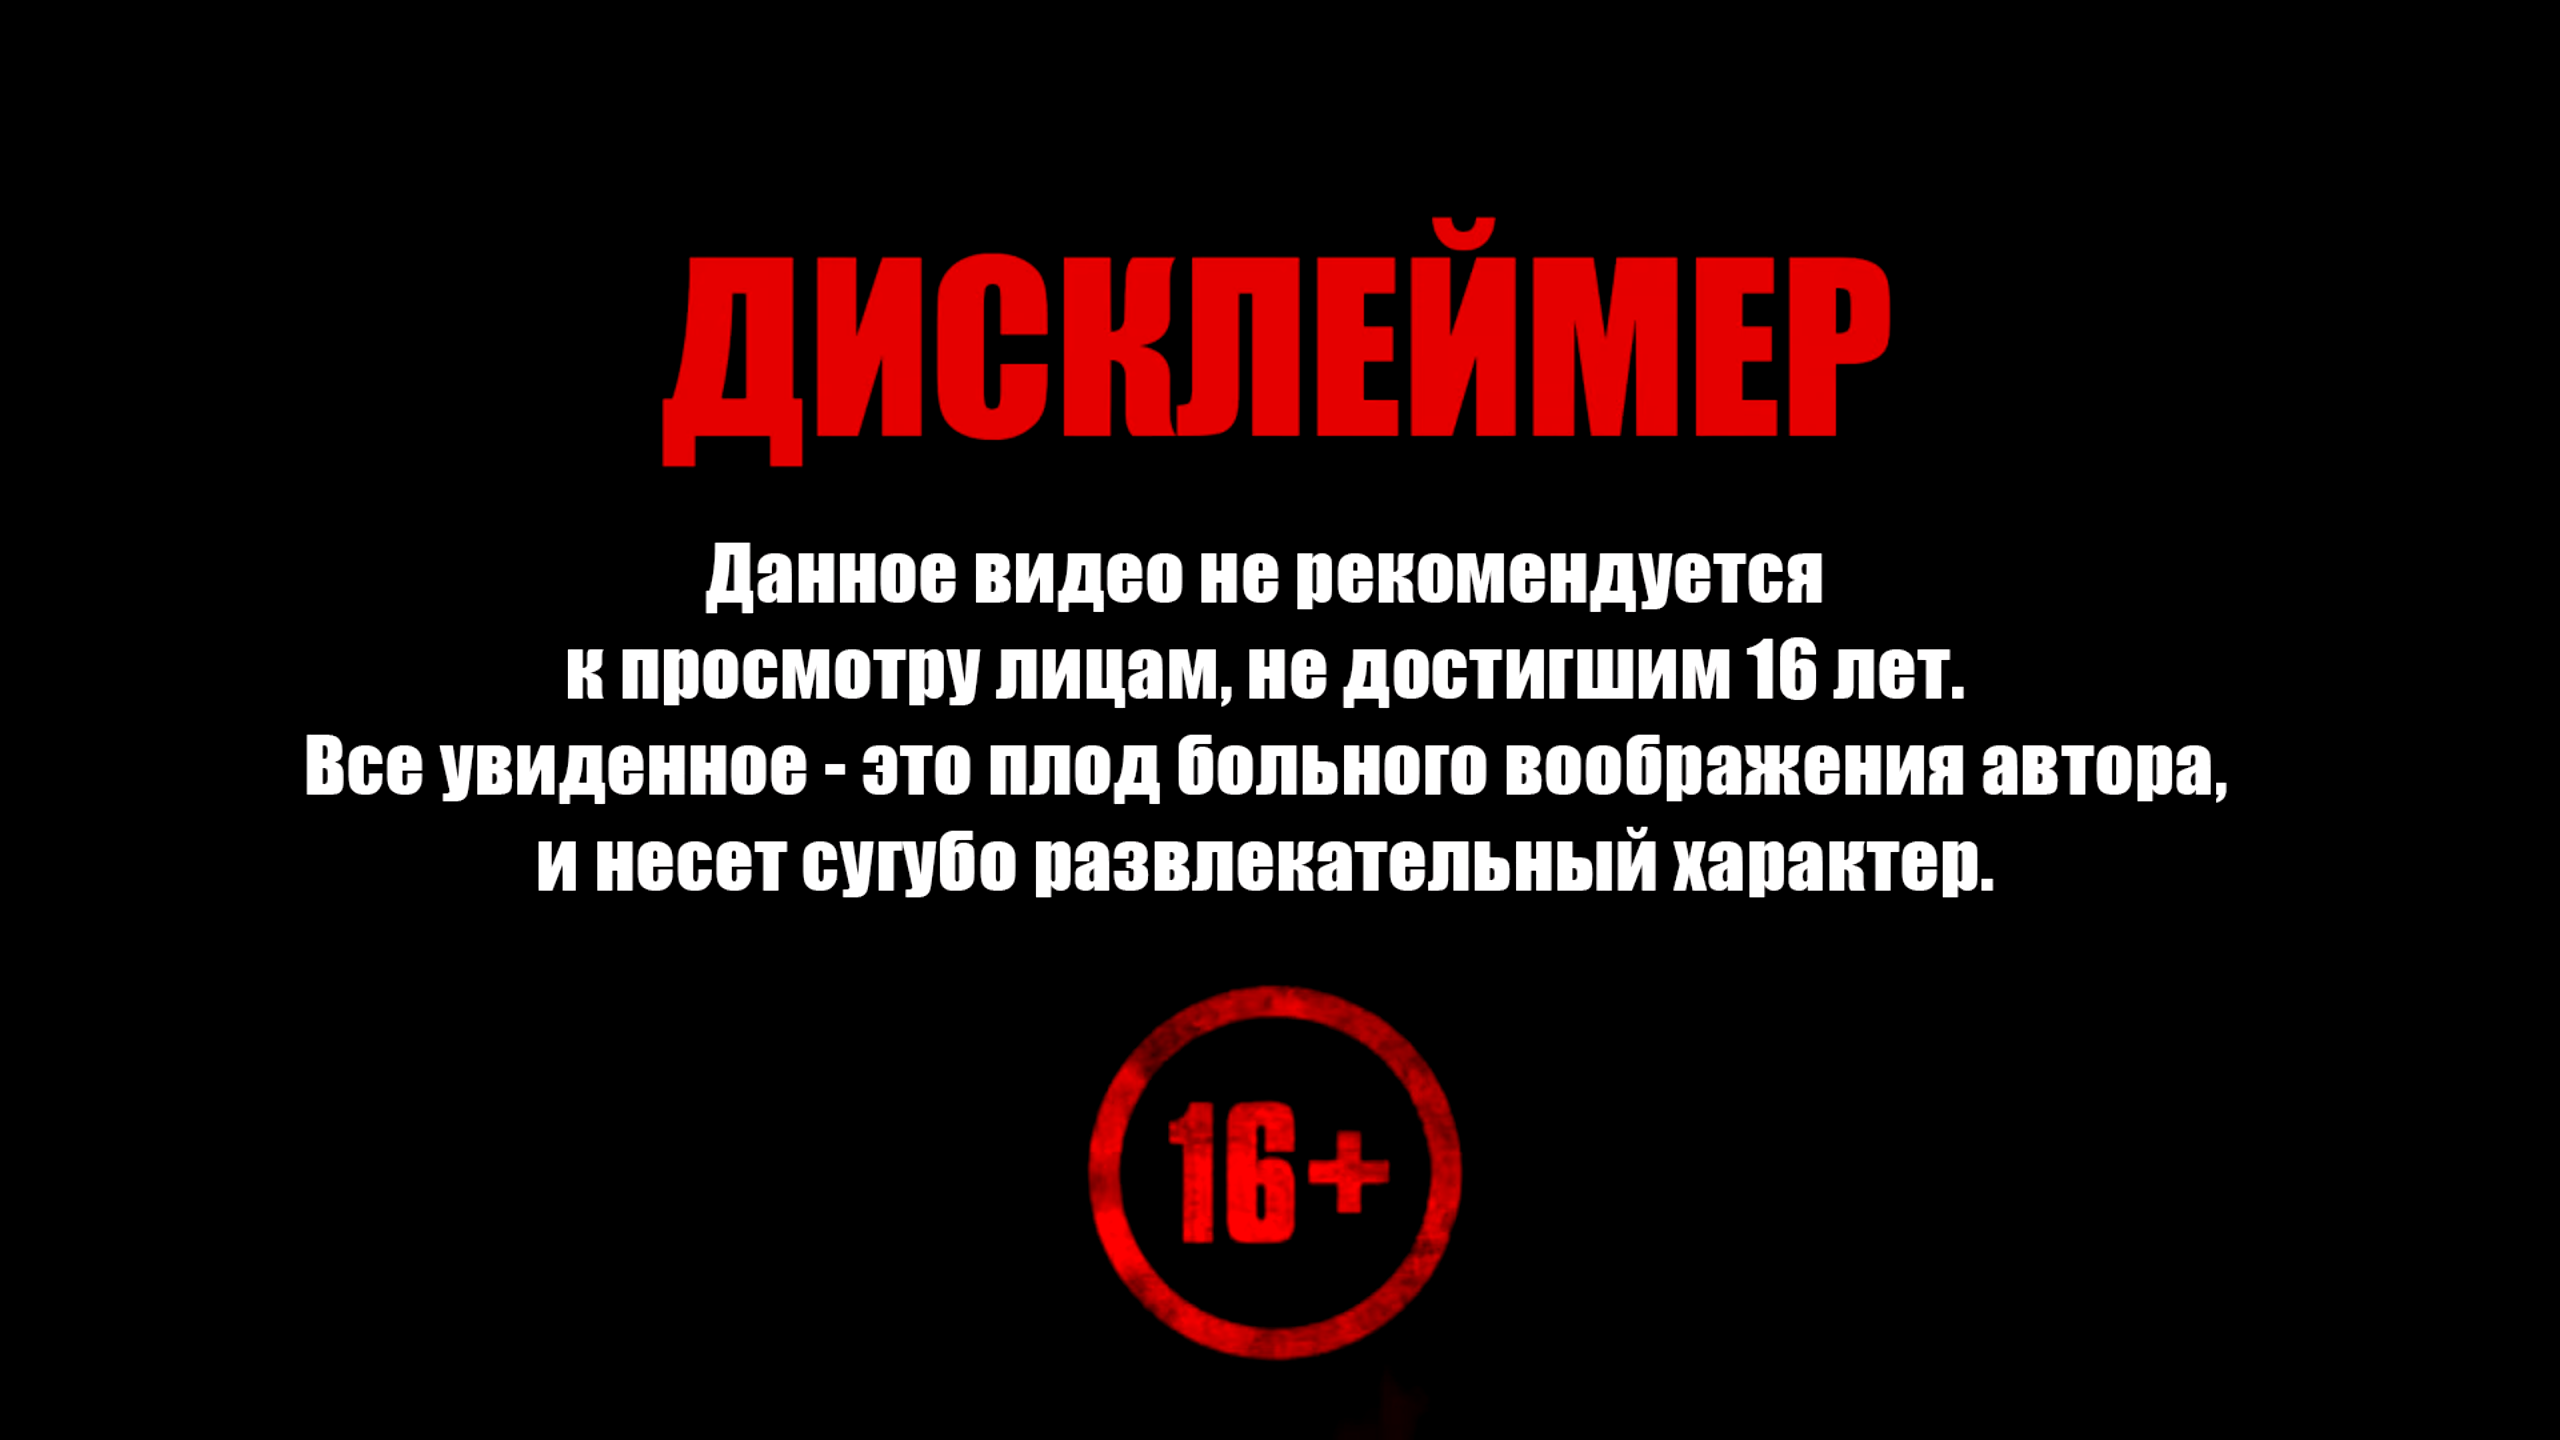 ДИСКЛЕЙМЕР
Данное видео не рекомендуется
к просмотру лицам, не достигшим 16 лет.
Все увиденное - это плод больного воображения автора,
и несет сугубо развлекательный характер.
16+